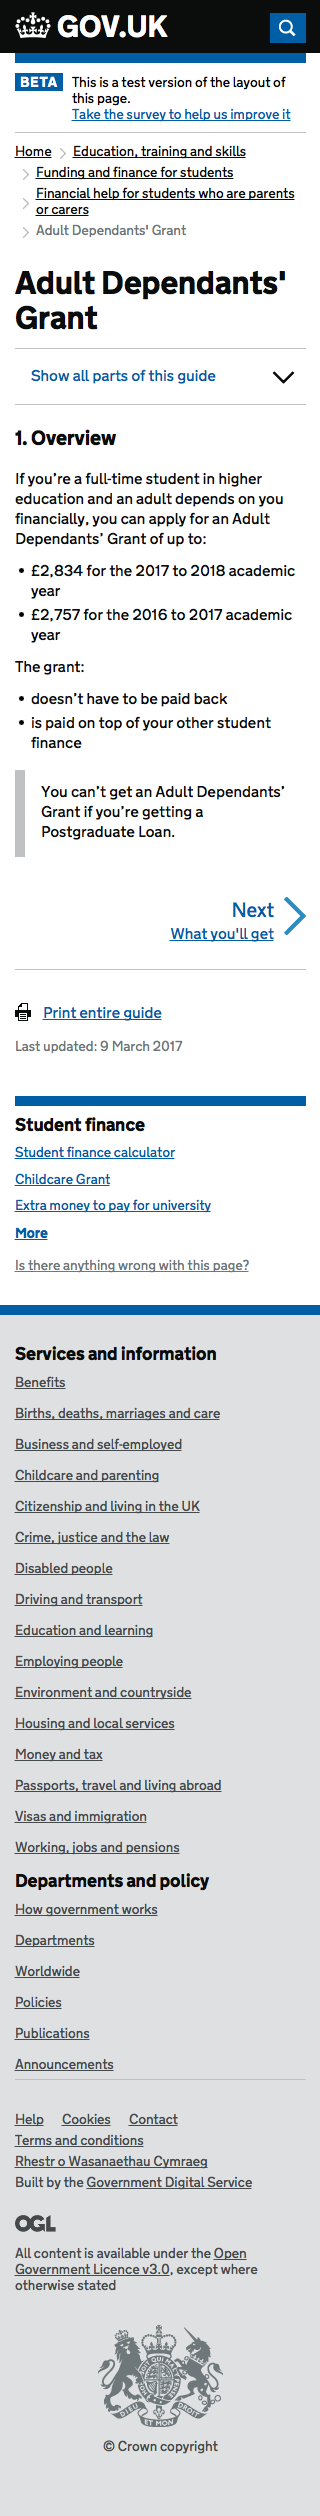 GOV.UK
BETA This is a test version of the layout of
this page.
Take the survey to help us improve it
Home Education, training and skills
Funding and finance for students
Financial help for students who are parents
or carers
Adult Dependants' Grant
Adult Dependants'
Grant
Show all parts of this guide
1. Overview
If you’re a full-time student in higher
education and an adult depends on you
financially, you can apply for an Adult
Dependants’ Grant of up to:
• £2,834 for the 2017 to 2018 academic
year
• £2,757 for the 2016 to 2017 academic
year
The grant:
• doesn’t have to be paid back
• is paid on top of your other student
finance
You can’t get an Adult Dependants’
Grant if you’re getting a
Postgraduate Loan.
Next
What you'll get
Print entire guide
Last updated: 9 March 2017
Student finance
Student finance calculator
Childcare Grant
Extra money to pay for university
More
Is there anything wrong with this page?
Services and information
Benefits
Births, deaths, marriages and care
Business and self-employed
Childcare and parenting
Citizenship and living in the UK
Crime, justice and the law
Disabled people
Driving and transport
Education and learning
Employing people
Environment and countryside
Housing and local services
Money and tax
Passports, travel and living abroad
Visas and immigration
Working, jobs and pensions
Departments and policy
How government works
Departments
Worldwide
Policies
Publications
Announcements
Help Cookies Contact
Terms and conditions
Rhestr o Wasanaethau Cymraeg
Built by the Government Digital Service
OGL
All content is available under the Open
Government Licence v3.0, except where
otherwise stated
DIEU ET MON
© Crown copyright